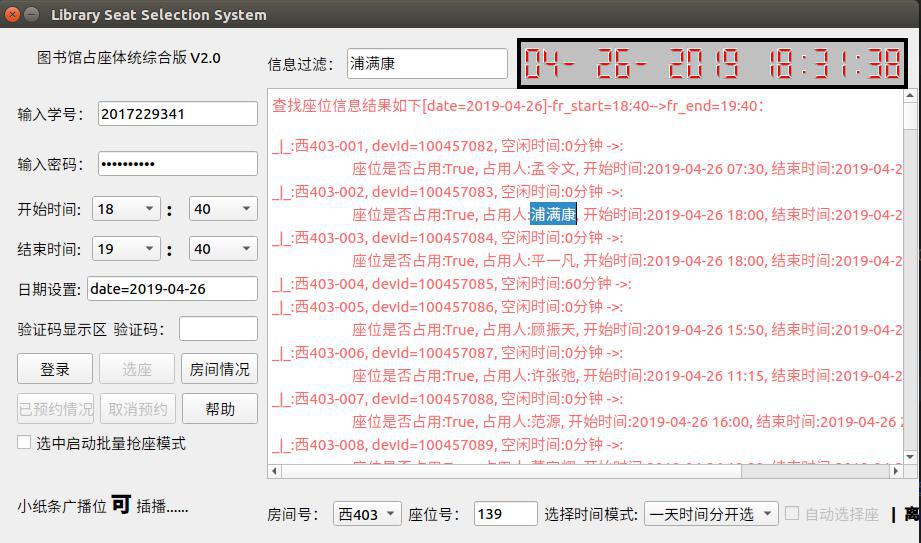 Library Seat Selection System
图书馆占座体统综合版 V2.0
信息过滤： 浦满康
04- 26- 2019 18:31:38
输入学号： 2017229341
输入密码： ••••••••••
开始时间: 18 : 40
结束时间: 19 : 40
日期设置: date=2019-04-26
验证码显示区 验证码：
登录 选座 房间情况
已预约情况 取消预约 帮助
选中启动批量抢座模式
小纸条广播位 可 插播......
查找座位信息结果如下[date=2019-04-26]-fr_start=18:40-->fr_end=19:40：
_|_:西403-001, devId=100457082, 空闲时间:0分钟 ->:
座位是否占用:True, 占用人:孟令文, 开始时间:2019-04-26 07:30, 结束时间:2019-04-2
_|_:西403-002, devId=100457083, 空闲时间:0分钟 ->:
座位是否占用:True, 占用人:浦满康, 开始时间:2019-04-26 18:00, 结束时间:2019-04-2
_|_:西403-003, devId=100457084, 空闲时间:0分钟 ->:
座位是否占用:True, 占用人:平一凡, 开始时间:2019-04-26 18:00, 结束时间:2019-04-2
_|_:西403-004, devId=100457085, 空闲时间:60分钟 ->:
_|_:西403-005, devId=100457086, 空闲时间:0分钟 ->:
座位是否占用:True, 占用人:顾振天, 开始时间:2019-04-26 15:50, 结束时间:2019-04-2
_|_:西403-006, devId=100457087, 空闲时间:0分钟 ->:
座位是否占用:True, 占用人:许张弛, 开始时间:2019-04-26 11:15, 结束时间:2019-04-2
_|_:西403-007, devId=100457088, 空闲时间:0分钟 ->:
座位是否占用:True, 占用人:范源, 开始时间:2019-04-26 16:00, 结束时间:2019-04-26
_|_:西403-008, devId=100457089, 空闲时间:0分钟 ->:
房间号： 西403 座位号： 139 选择时间模式: 一天时间分开选 自动选择座 | 离